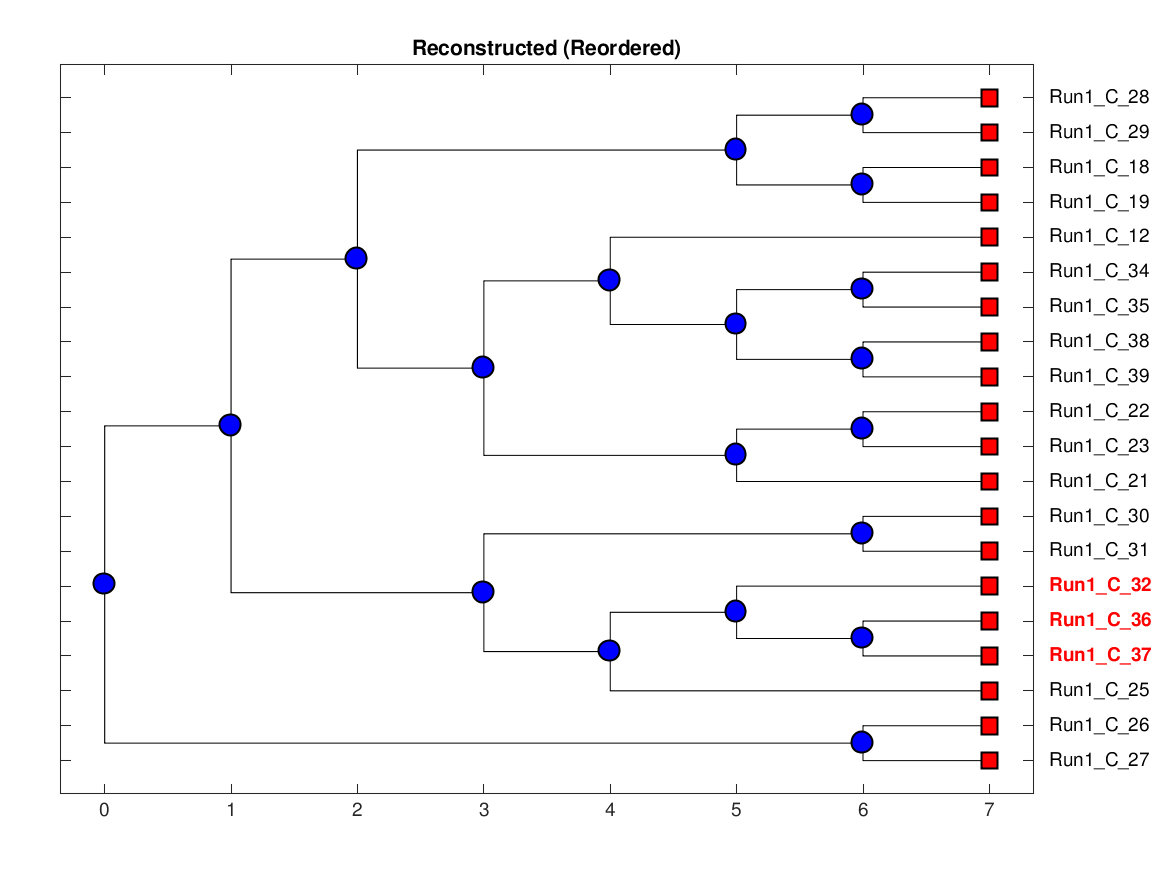 Reconstructed (Reordered)
Run1_C_28
Run1_C_29
Run1_C_18
Run1_C_19
Run1_C_12
Run1_C_34
Run1_C_35
Run1_C_38
Run1_C_39
Run1_C_22
Run1_C_23
Run1_C_21
Run1_C_30
Run1_C_31
Run1_C_32
Run1_C_36
Run1_C_37
Run1_C_25
Run1_C_26
Run1_C_27
0 1 2 3 4 5 6 7